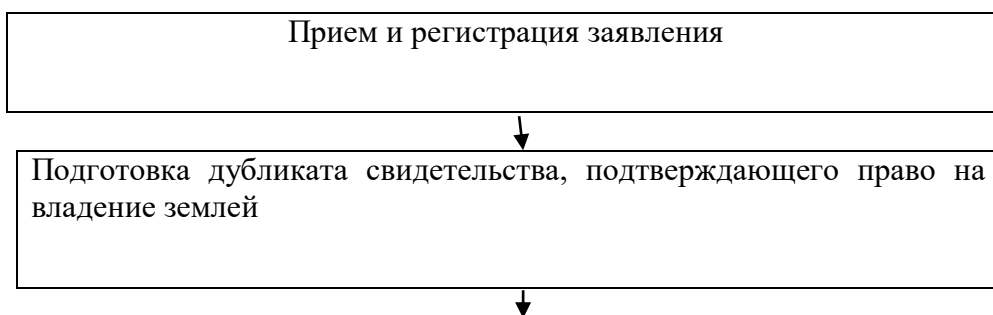 Прием и регистрация заявления
Подготовка дубликата свидетельства, подтверждающего право на
владение землей